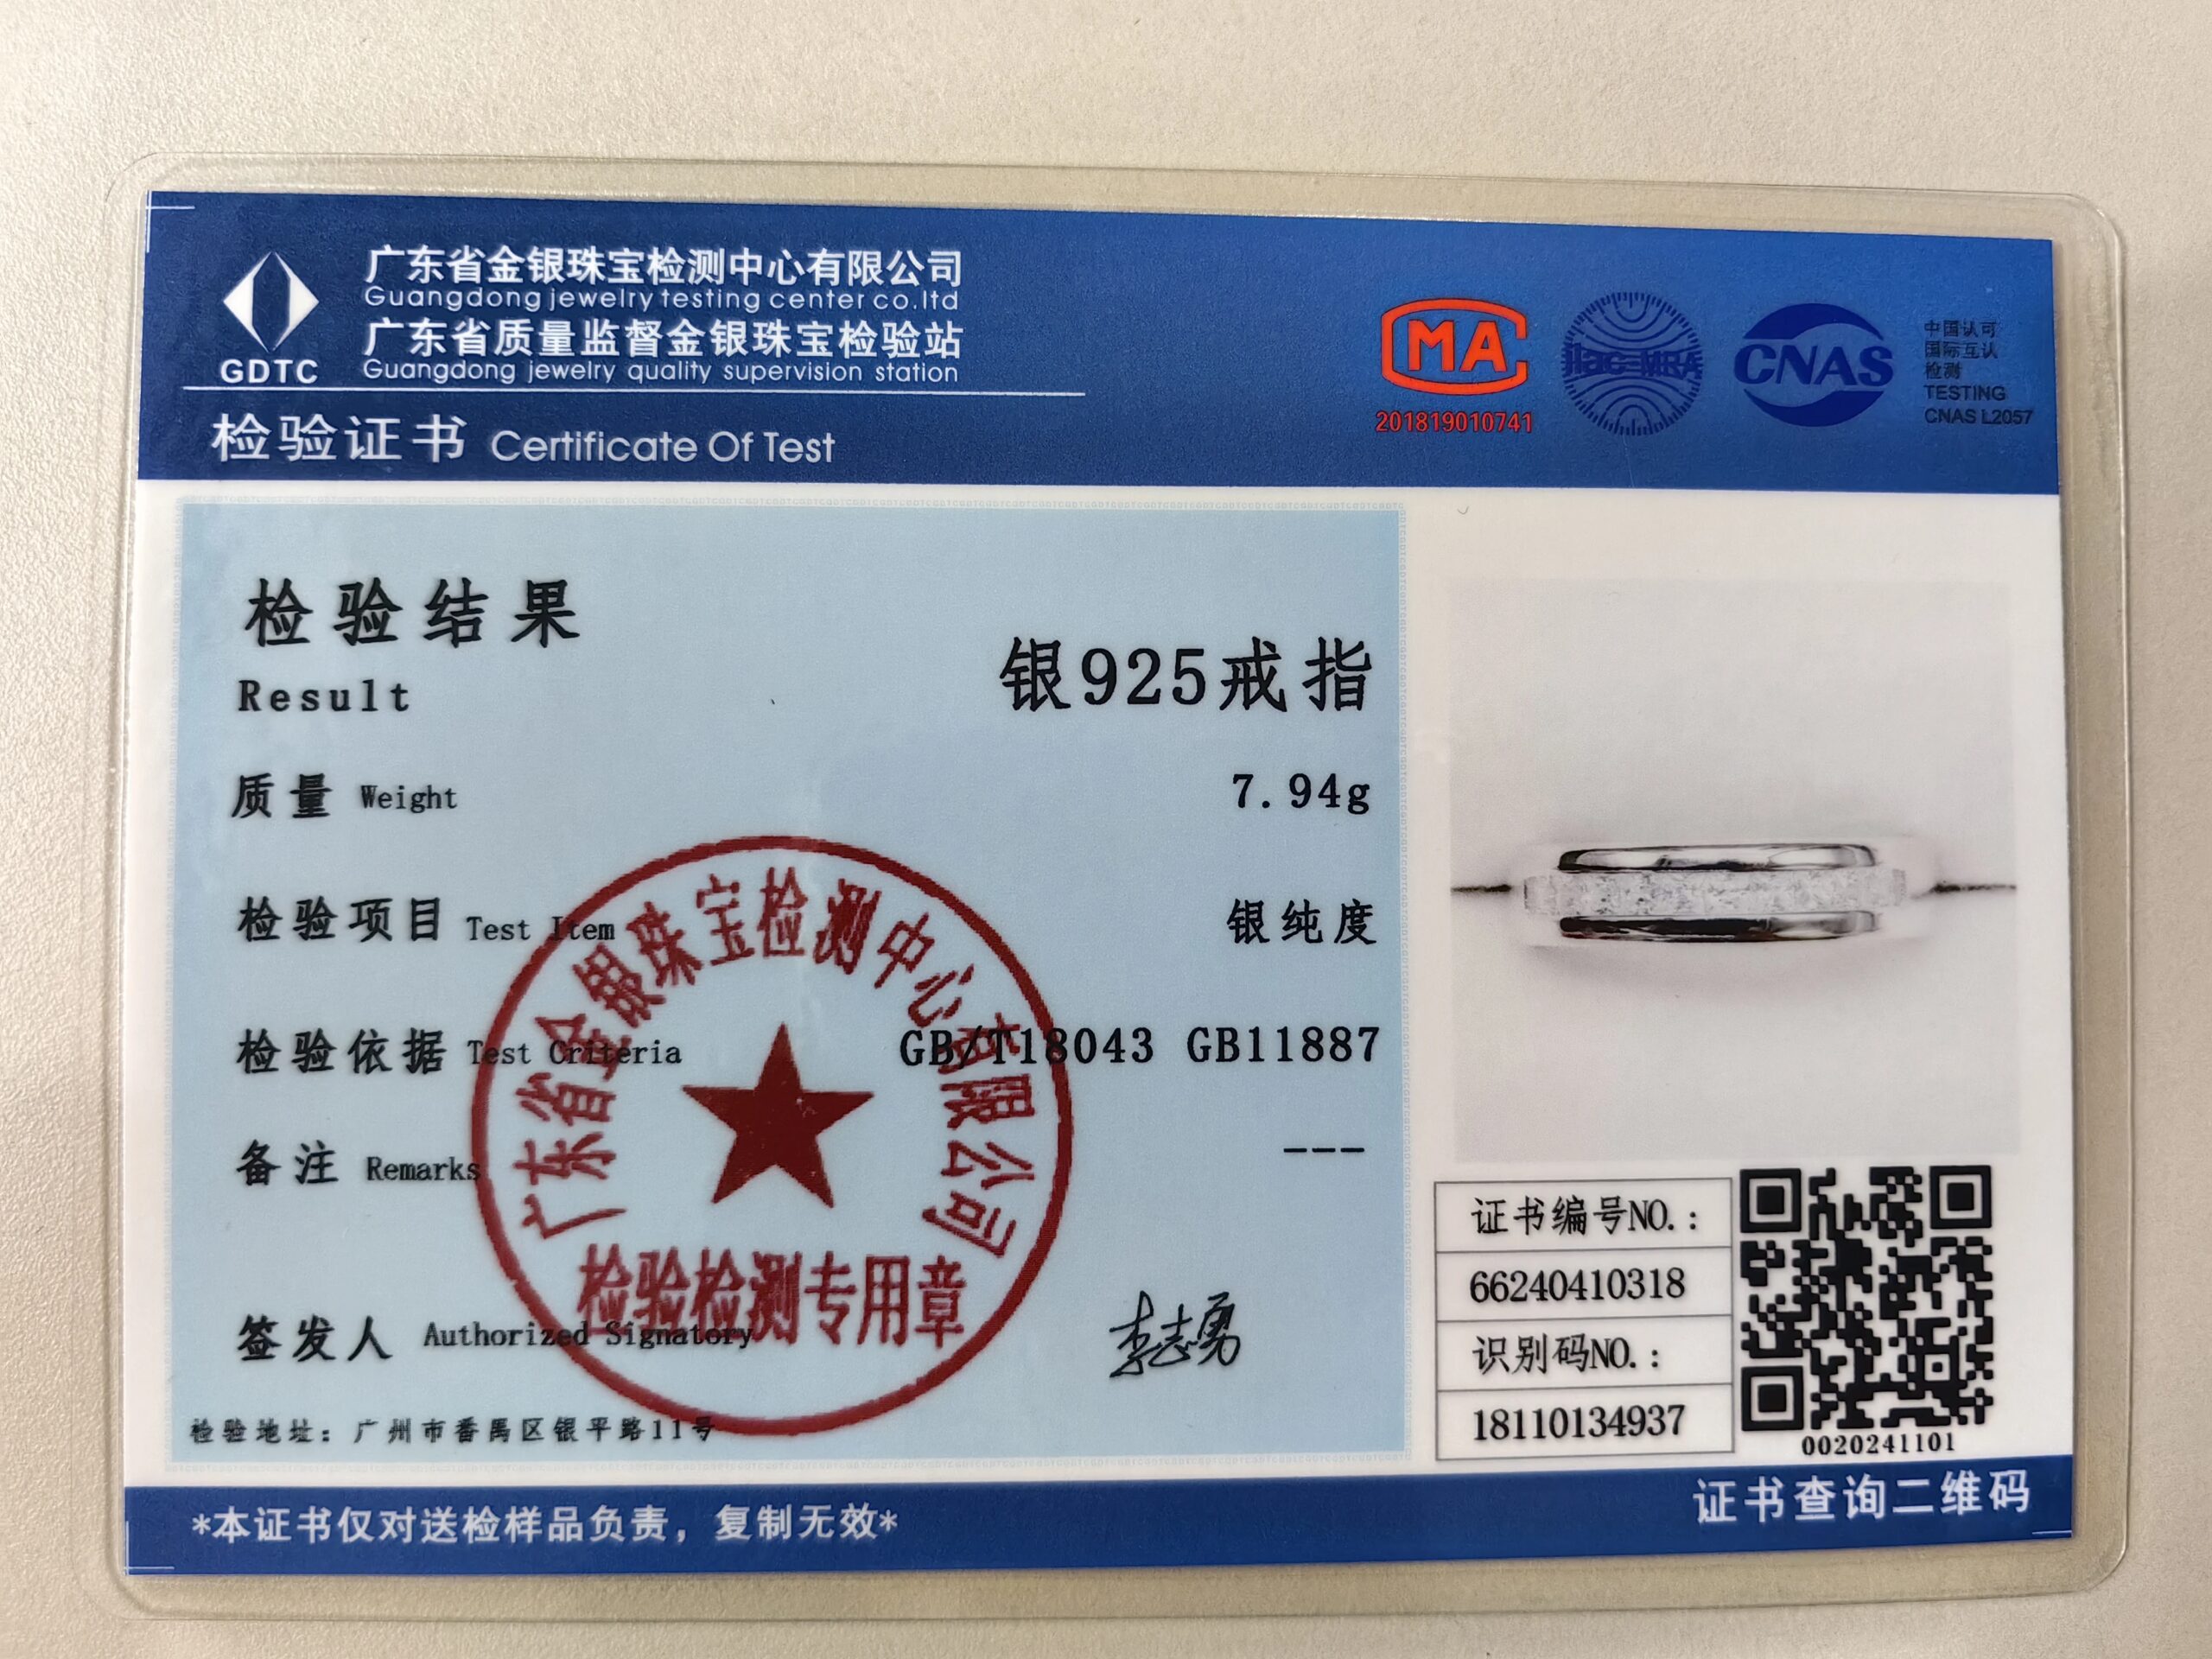 广东省金银珠宝检测中心有限公司
Guangdong jewelry testing center co.ltd
广东省质量监督金银珠宝检验站
Guangdong jewelry quality supervision station
GDTC
检验证书 Certificate Of Test
MA
201819010741
ilac-MRA
CNAS
中国认可
国际互认
检测
TESTING
CNAS L2057
检验结果
Result
银925戒指
质量 Weight 7.94g
检验项目 Test Item 银纯度
检验依据 Test Criteria GB/T18043 GB11887
备注 Remarks ---
签发人 Authorized Signatory 李志勇
广东省金银珠宝检测中心有限公司
检验检测专用章
检验地址：广州市番禺区银平路11号
证书编号NO.：
66240410318
识别码NO.：
18110134937
0020241101
*本证书仅对送检样品负责，复制无效*
证书查询二维码